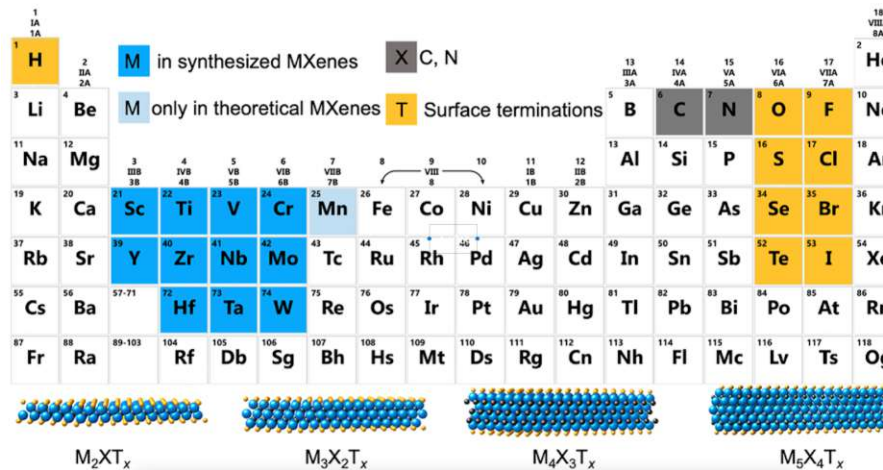 1
IA
1A
18
VIII
8A
1
H
M in synthesized MXenes
X C, N
2
IIA
2A
13
IIIA
3A
14
IVA
4A
15
VA
5A
16
VIA
6A
17
VIIA
7A
2
He
3 Li
4 Be
M only in theoretical MXenes
T Surface terminations
5 B
6 C
7 N
8 O
9 F
10
11 Na
12 Mg
3
IIIB
3B
4
IVB
4B
5
VB
5B
6
VIB
6B
7
VIIB
7B
8
9
VIII
8
10
11
IB
1B
12
IIB
2B
13 Al
14 Si
15 P
16 S
17 Cl
18
19 K
20 Ca
21 Sc
22 Ti
23 V
24 Cr
25 Mn
26 Fe
27 Co
28 Ni
29 Cu
30 Zn
31 Ga
32 Ge
33 As
34 Se
35 Br
36
37 Rb
38 Sr
39 Y
40 Zr
41 Nb
42 Mo
43 Tc
44 Ru
45 Rh
46 Pd
47 Ag
48 Cd
49 In
50 Sn
51 Sb
52 Te
53 I
54
55 Cs
56 Ba
57-71
72 Hf
73 Ta
74 W
75 Re
76 Os
77 Ir
78 Pt
79 Au
80 Hg
81 Tl
82 Pb
83 Bi
84 Po
85 At
86
87 Fr
88 Ra
89-103
104 Rf
105 Db
106 Sg
107 Bh
108 Hs
109 Mt
110 Ds
111 Rg
112 Cn
113 Nh
114 Fl
115 Mc
116 Lv
117 Ts
118
M₂XTₓ
M₃X₂Tₓ
M₄X₃Tₓ
M₅X₄Tₓ